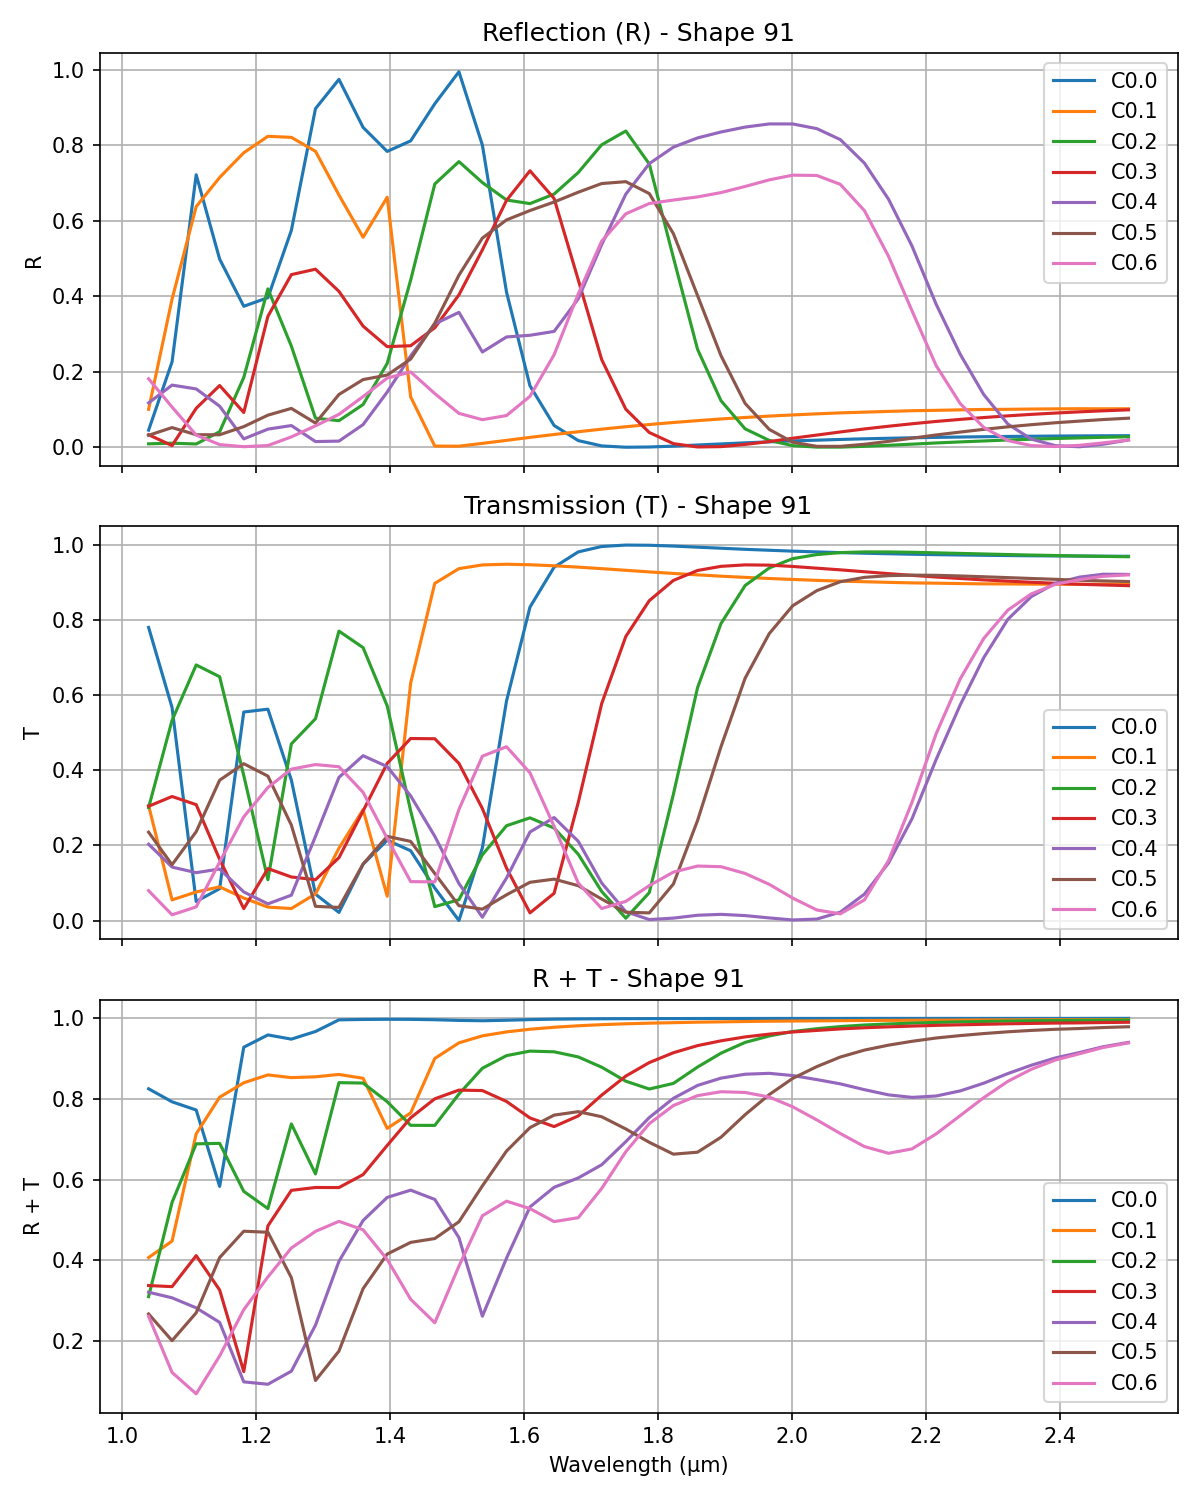 Reflection (R) - Shape 91
1.0
0.8
0.6
0.4
0.2
0.0
R
C0.0
C0.1
C0.2
C0.3
C0.4
C0.5
C0.6
Transmission (T) - Shape 91
1.0
0.8
0.6
0.4
0.2
0.0
T
C0.0
C0.1
C0.2
C0.3
C0.4
C0.5
C0.6
R + T - Shape 91
1.0
0.8
0.6
0.4
0.2
R + T
C0.0
C0.1
C0.2
C0.3
C0.4
C0.5
C0.6
1.0 1.2 1.4 1.6 1.8 2.0 2.2 2.4
Wavelength (μm)